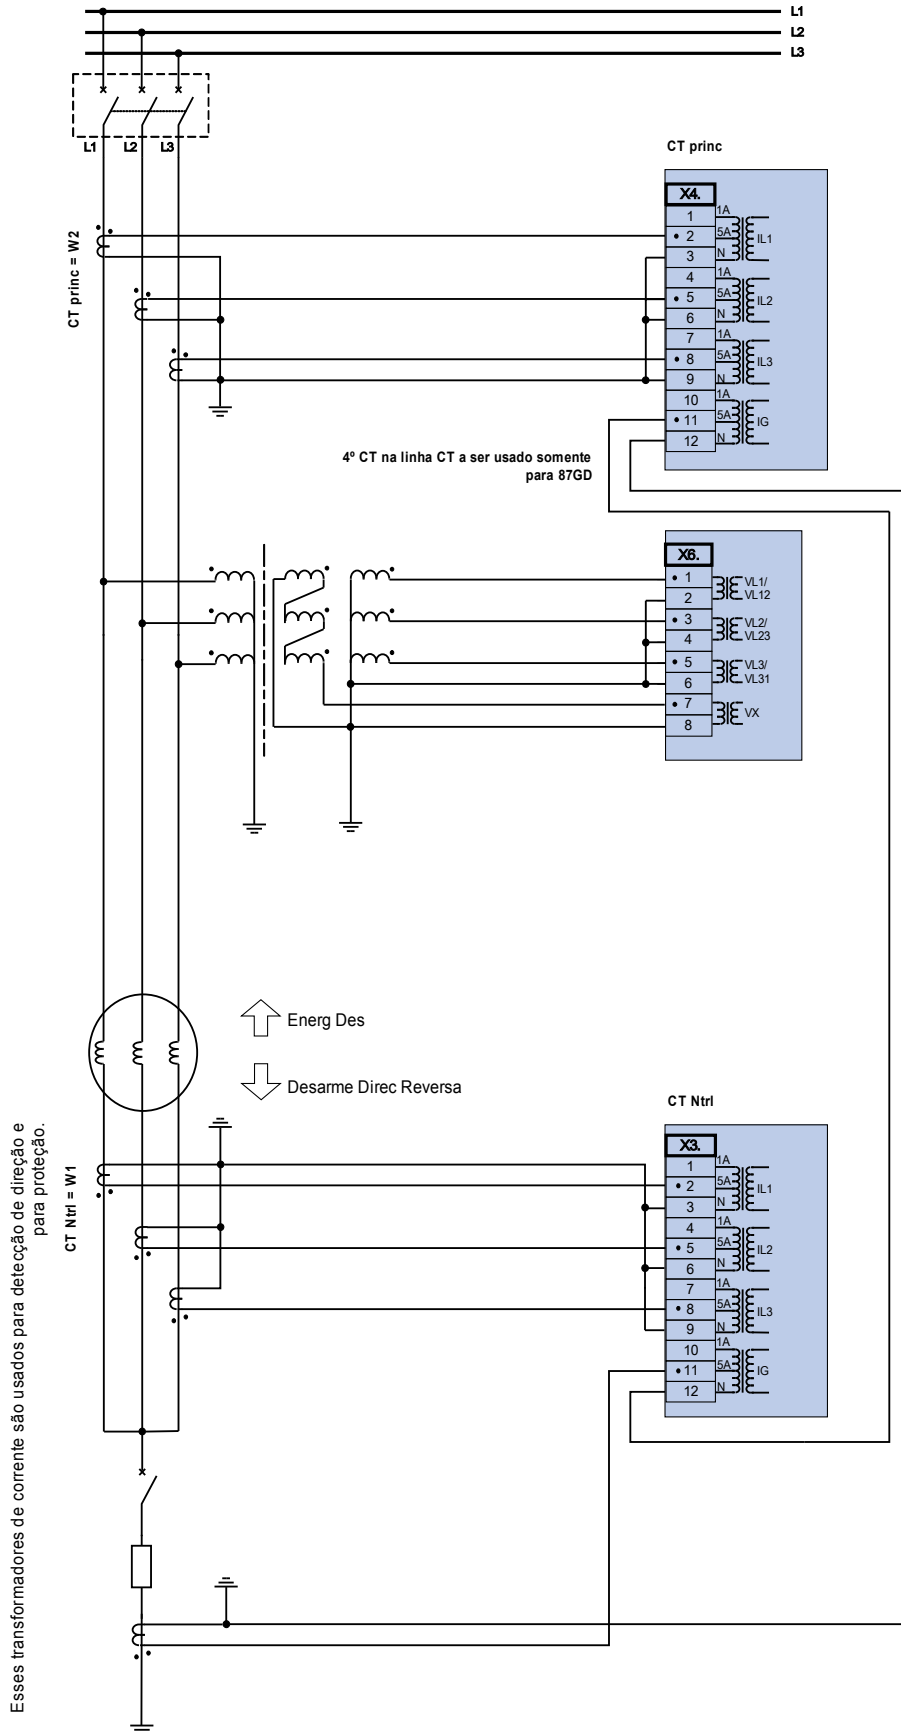 L1
L2
L3
L1
L2
L3
CT princ
CT princ = W2
X4.
1
1A
2
5A
IL1
3
N
4
1A
5
5A
IL2
6
N
7
1A
8
5A
IL3
9
N
10
1A
11
5A
IG
12
N
4º CT na linha CT a ser usado somente
para 87GD
X6.
1
VL1/
2
VL12
3
VL2/
4
VL23
5
VL3/
6
VL31
7
VX
8
Energ Des
Desarme Direc Reversa
CT Ntrl
Esses transformadores de corrente são usados para detecção de direção e
para proteção.
CT Ntrl = W1
X3.
1
1A
2
5A
IL1
3
N
4
1A
5
5A
IL2
6
N
7
1A
8
5A
IL3
9
N
10
1A
11
5A
IG
12
N